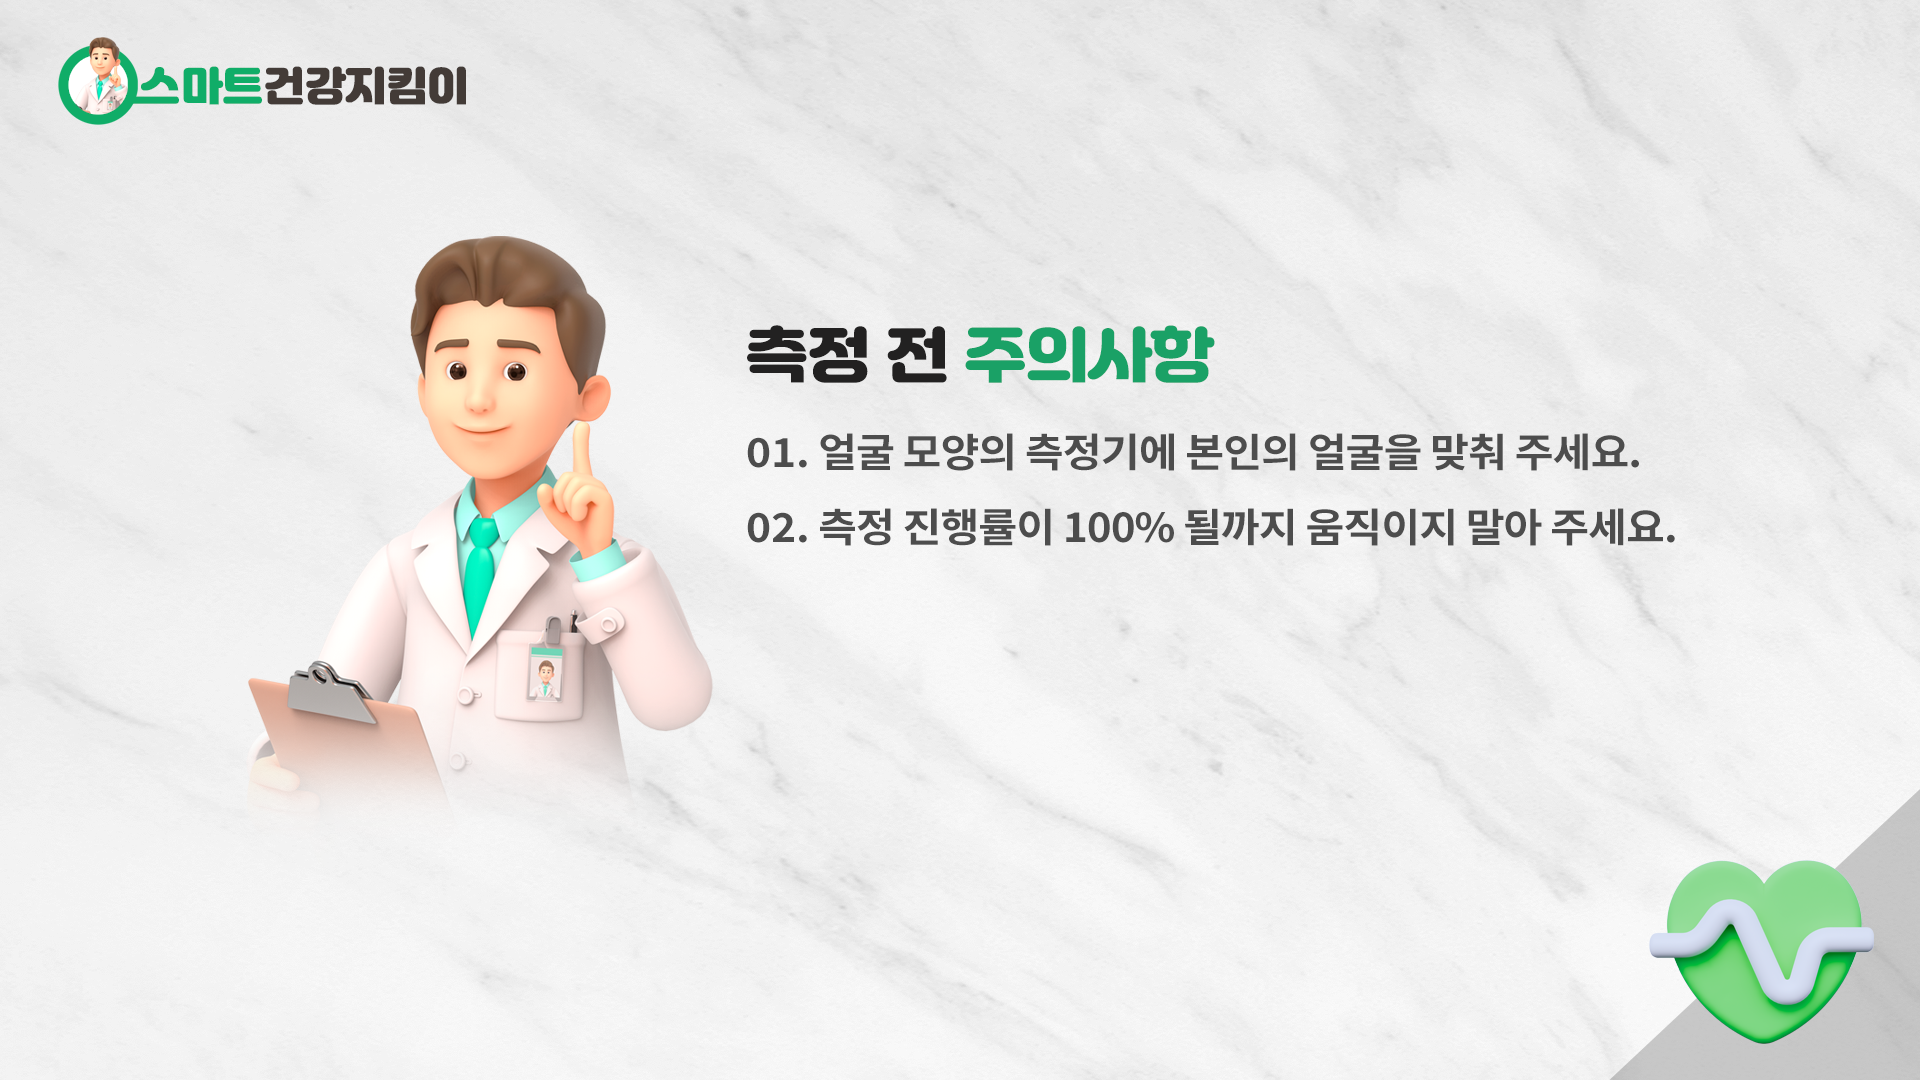 스마트건강지킴이
측정 전 주의사항
01. 얼굴 모양의 측정기에 본인의 얼굴을 맞춰 주세요.
02. 측정 진행률이 100% 될까지 움직이지 말아 주세요.